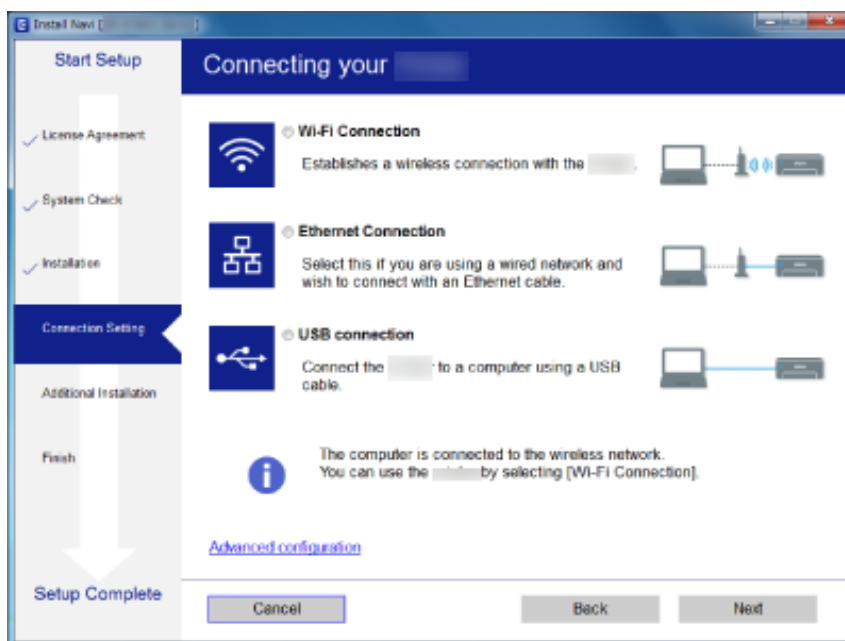 Install Navi [
Start Setup
License Agreement
System Check
Installation
Connection Setting
Additional Installation
Finish
Setup Complete
Connecting your
Wi-Fi Connection
Establishes a wireless connection with the .
Ethernet Connection
Select this if you are using a wired network and
wish to connect with an Ethernet cable.
USB connection
Connect the to a computer using a USB
cable.
The computer is connected to the wireless network.
You can use the by selecting [Wi-Fi Connection].
Advanced configuration
Cancel
Back
Next